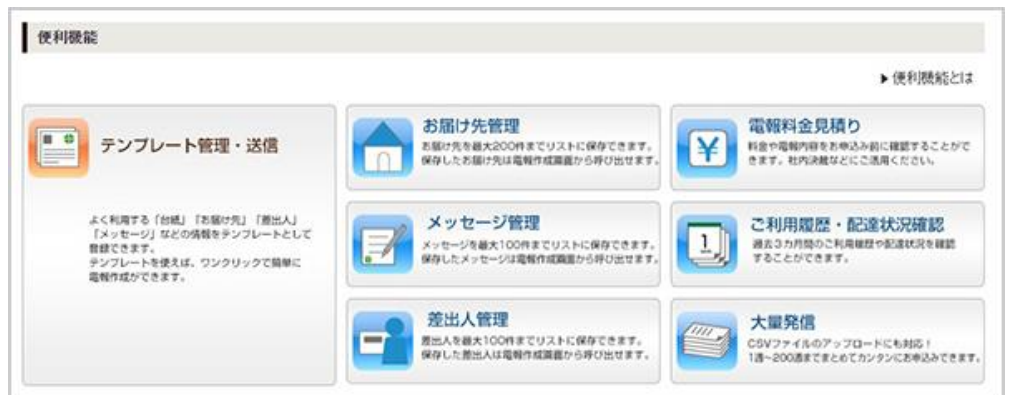 便利機能
▶便利機能とは
テンプレート管理・送信
よく利用する「台紙」「お届け先」「差出人」
「メッセージ」などの情報をテンプレートとして
登録できます。
テンプレートを使えば、ワンクリックで簡単に
電報作成ができます。
お届け先管理
お届け先を最大200件までリストに保存できます。
保存したお届け先は電報作成画面から呼び出せます。
メッセージ管理
メッセージを最大100件までリストに保存できます。
保存したメッセージは電報作成画面から呼び出せます。
差出人管理
差出人を最大100件までリストに保存できます。
保存した差出人は電報作成画面から呼び出せます。
電報料金見積り
料金や電報内容をお申込み前に確認することがで
きます。社内決裁などにご活用ください。
ご利用履歴・配達状況確認
1
過去3カ月間のご利用履歴や配達状況を確認
することができます。
大量発信
CSVファイルのアップロードにも対応！
1通～200通までまとめてカンタンにお申込みできます。